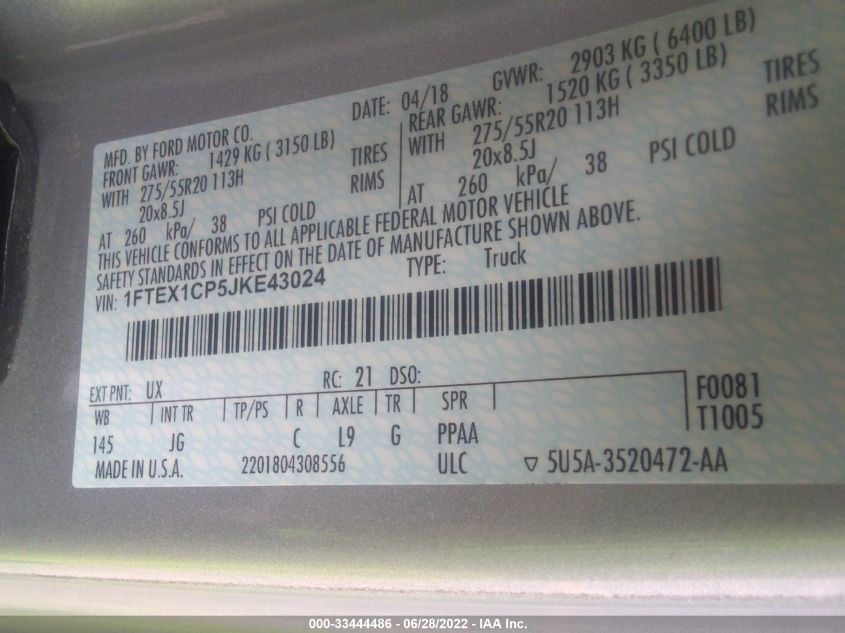 MFD. BY FORD MOTOR CO.
DATE: 04/18 GVWR: 2903 KG ( 6400 LB)
FRONT GAWR: 1429 KG ( 3150 LB)
WITH 275/55R20 113H TIRES
20x8.5J RIMS
AT 260 kPa/ 38 PSI COLD
REAR GAWR: 1520 KG ( 3350 LB)
WITH 275/55R20 113H TIRES
20x8.5J RIMS
AT 260 kPa/ 38 PSI COLD
THIS VEHICLE CONFORMS TO ALL APPLICABLE FEDERAL MOTOR VEHICLE
SAFETY STANDARDS IN EFFECT ON THE DATE OF MANUFACTURE SHOWN ABOVE.
VIN: 1FTEX1CP5JKE43024 TYPE: Truck
EXT PNT: UX RC: 21 DSO:
WB INT TR TP/PS R AXLE TR SPR F0081
145 JG C L9 G PPAA T1005
MADE IN U.S.A. 2201804308556 ULC ▽ 5U5A-3520472-AA
000-33444486 - 06/28/2022 - IAA Inc.